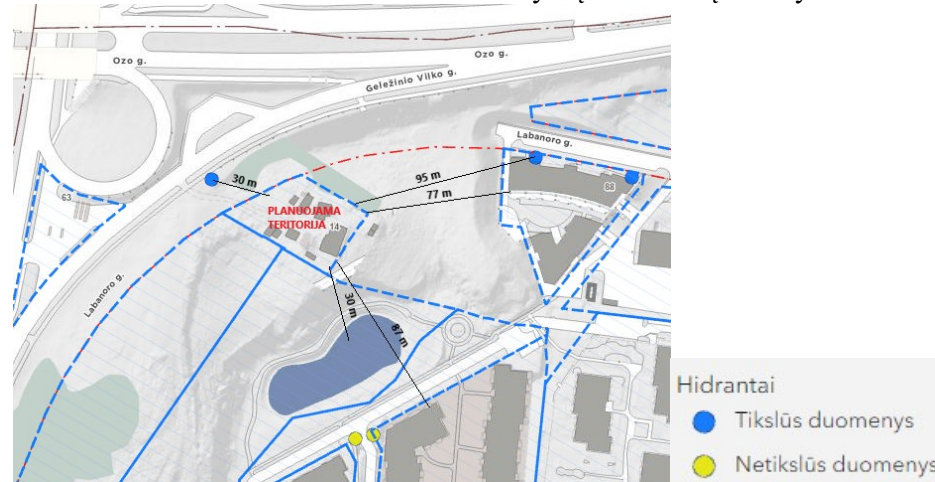 Ozo g.
Ozo g.
Geležinio Vilko g.
Labanoro g.
95 m
77 m
30 m
63
88
PLANUOJAMA
TERITORIJA 14
Labanoro g.
30 m
87 m
Hidrantai
Tikslūs duomenys
Netikslūs duomenys